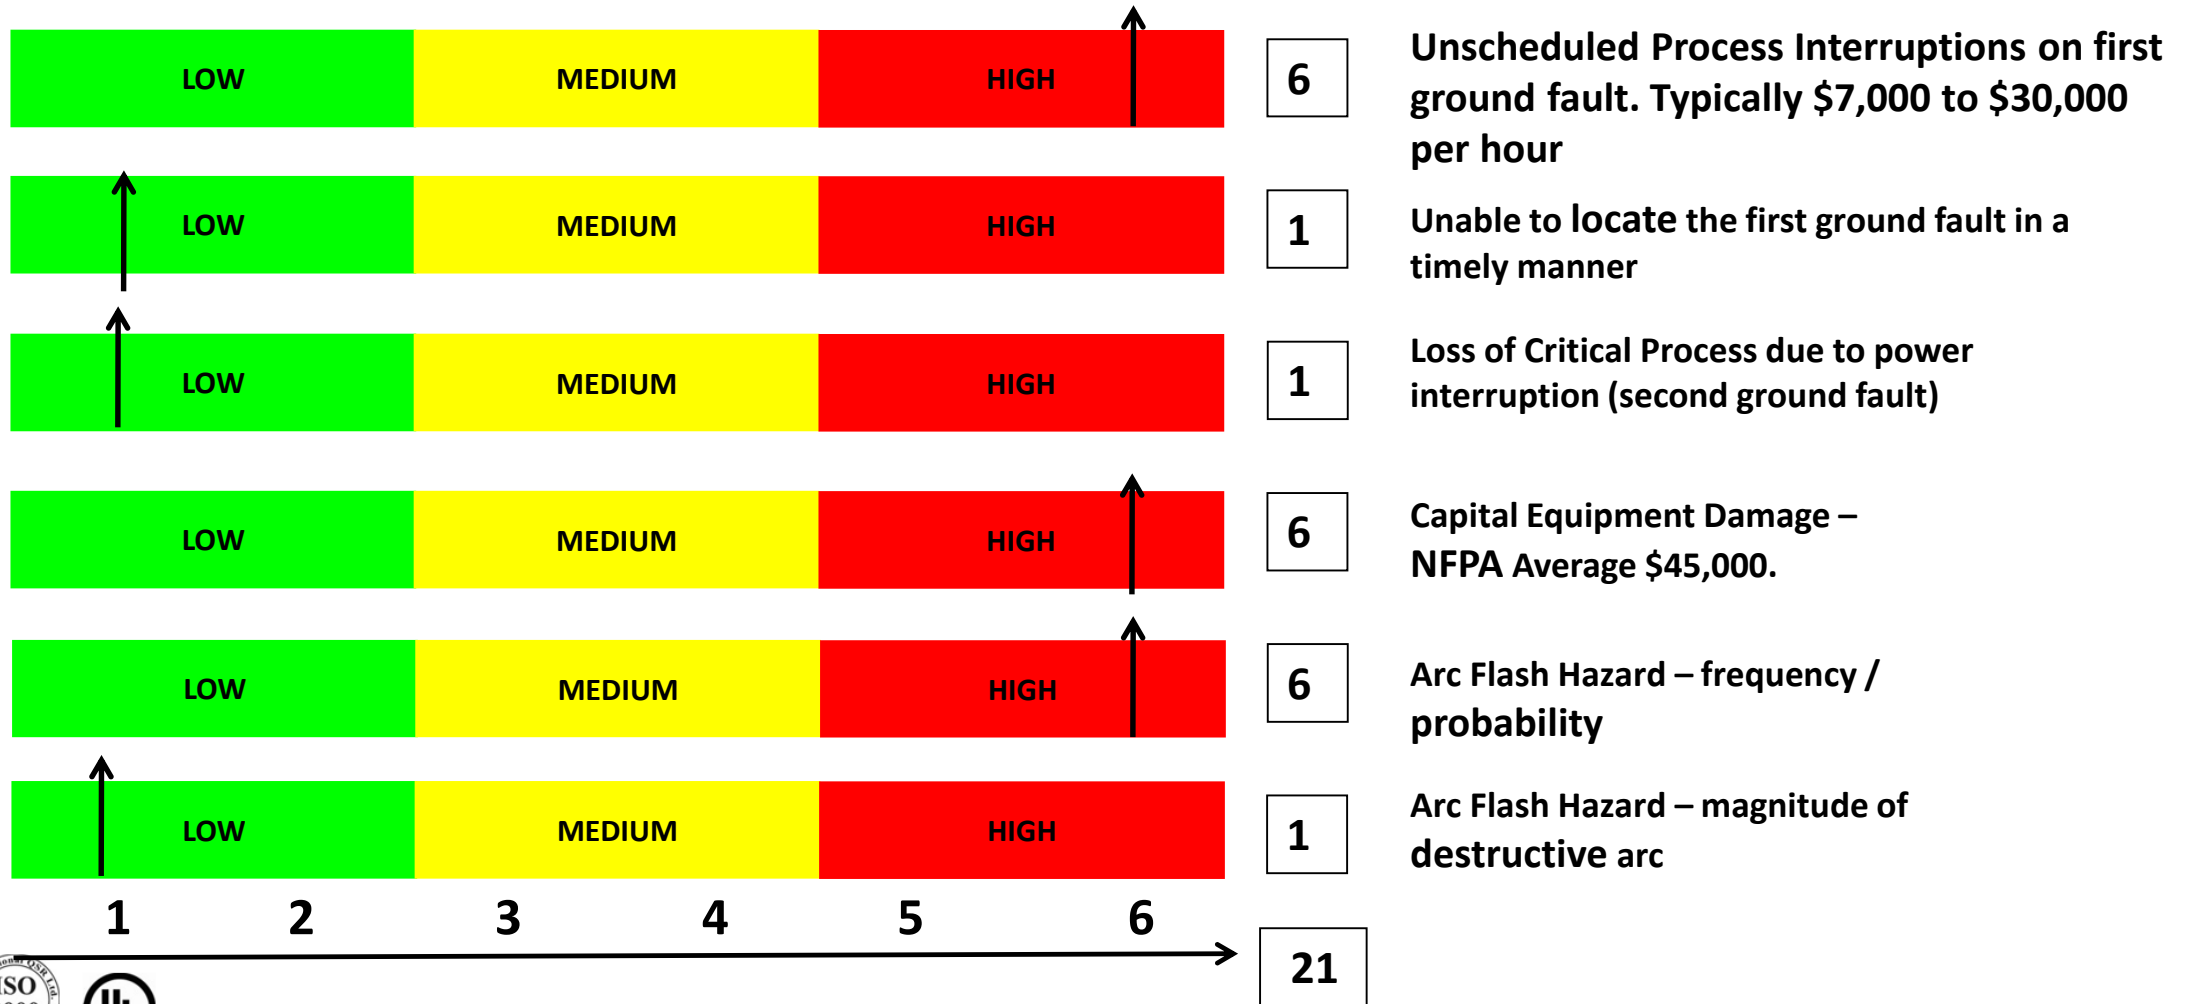 LOW MEDIUM HIGH 6 Unscheduled Process Interruptions on first
ground fault. Typically $7,000 to $30,000
per hour
LOW MEDIUM HIGH 1 Unable to locate the first ground fault in a
timely manner
LOW MEDIUM HIGH 1 Loss of Critical Process due to power
interruption (second ground fault)
LOW MEDIUM HIGH 6 Capital Equipment Damage –
NFPA Average $45,000.
LOW MEDIUM HIGH 6 Arc Flash Hazard – frequency /
probability
LOW MEDIUM HIGH 1 Arc Flash Hazard – magnitude of
destructive arc
1 2 3 4 5 6
21
QSR Ltd.
ISO